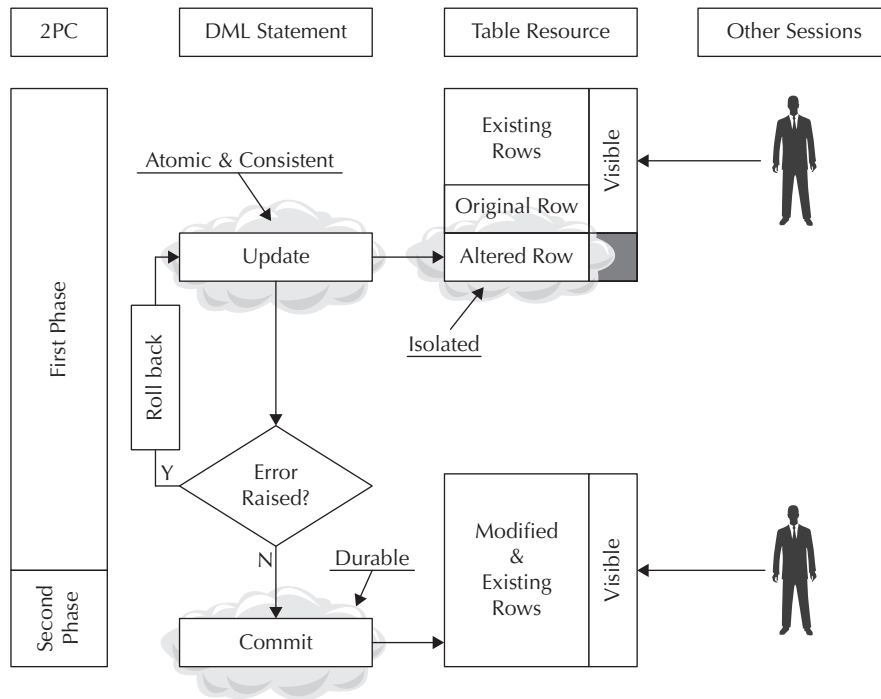 2PC
DML Statement
Table Resource
Other Sessions
First Phase
Atomic & Consistent
Update
Roll back
Error
Raised?
Y
N
Existing
Rows
Original Row
Altered Row
Visible
Isolated
Second
Phase
Durable
Commit
Modified
&
Existing
Rows
Visible